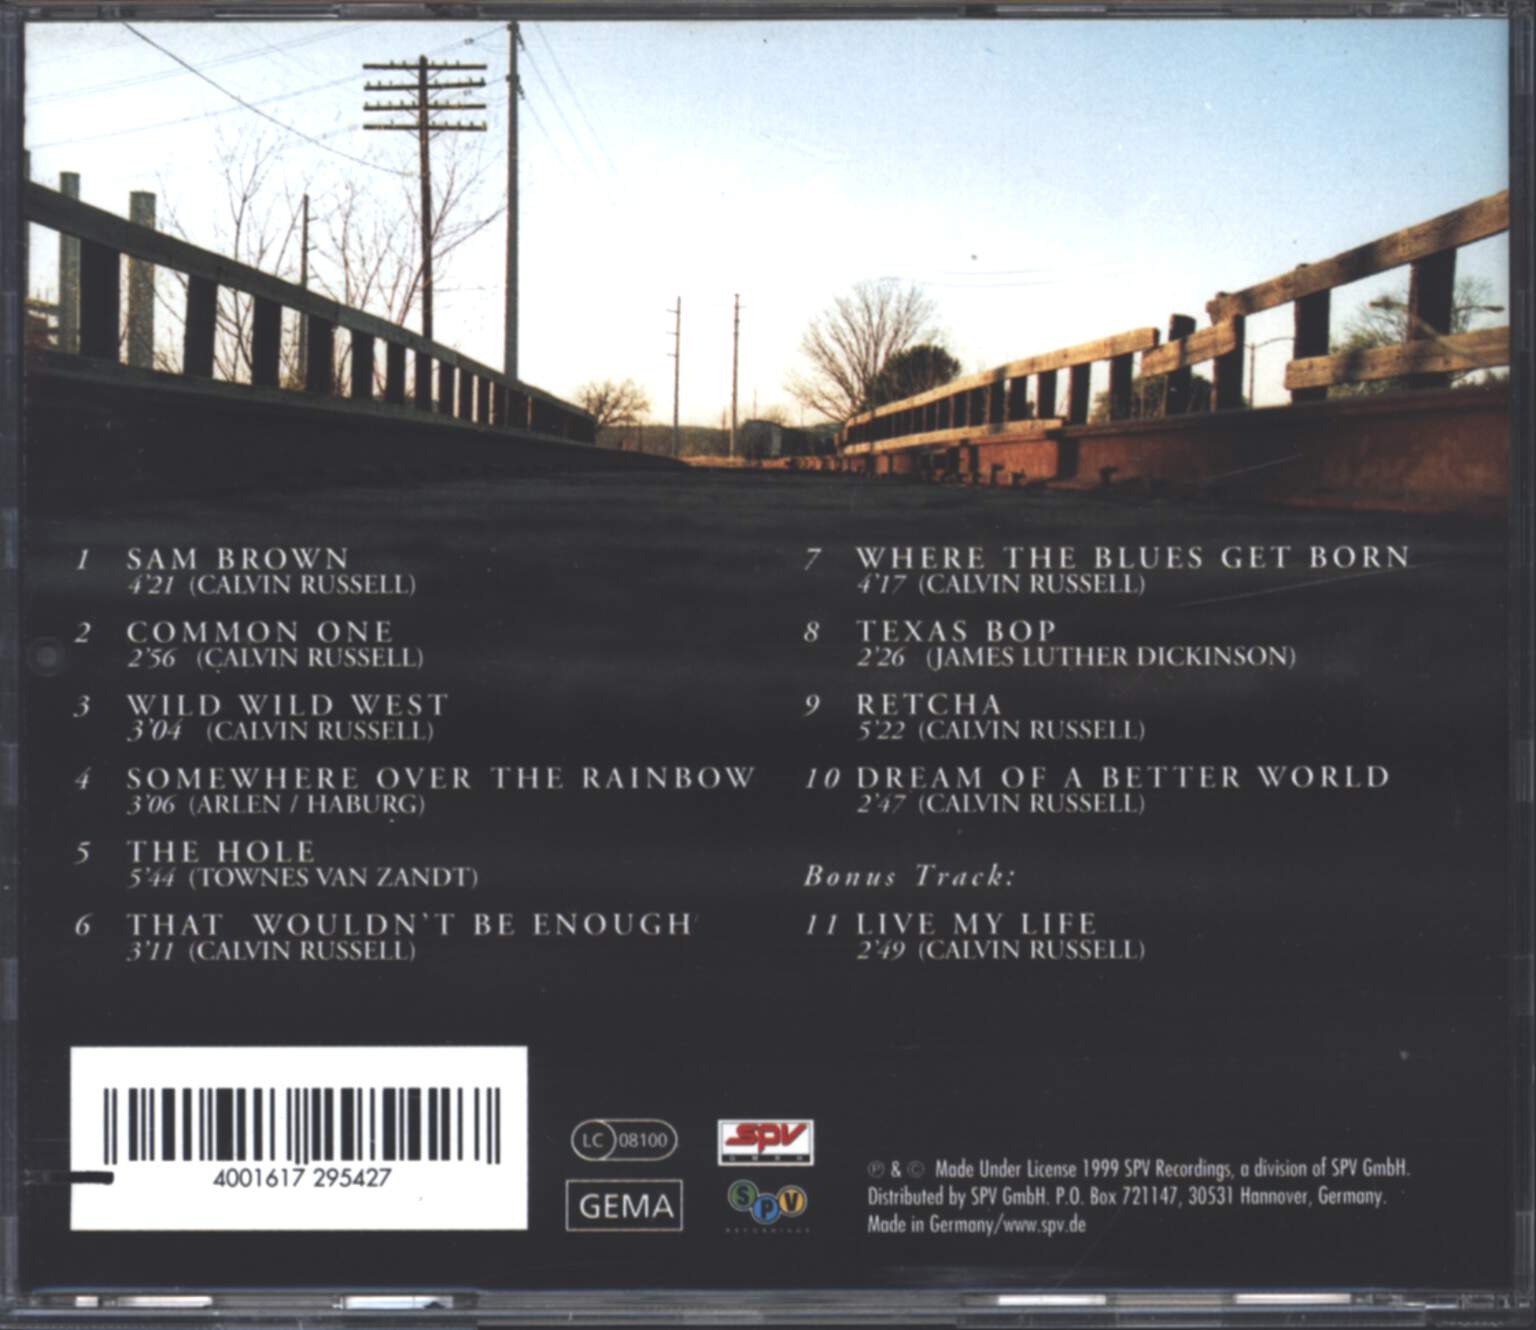 1 SAM BROWN
4'21 (CALVIN RUSSELL)
2 COMMON ONE
2'56 (CALVIN RUSSELL)
3 WILD WILD WEST
3'04 (CALVIN RUSSELL)
4 SOMEWHERE OVER THE RAINBOW
3'06 (ARLEN / HABURG)
5 THE HOLE
5'44 (TOWNES VAN ZANDT)
6 THAT WOULDN'T BE ENOUGH
3'11 (CALVIN RUSSELL)
7 WHERE THE BLUES GET BORN
4'17 (CALVIN RUSSELL)
8 TEXAS BOP
2'26 (JAMES LUTHER DICKINSON)
9 RETCHA
5'22 (CALVIN RUSSELL)
10 DREAM OF A BETTER WORLD
2'47 (CALVIN RUSSELL)
Bonus Track:
11 LIVE MY LIFE
2'49 (CALVIN RUSSELL)
4001617 295427
LC 08100
GEMA
SPV
GMBH
SPV
RECORDINGS
℗ & © Made Under License 1999 SPV Recordings, a division of SPV GmbH.
Distributed by SPV GmbH. P.O. Box 721147, 30531 Hannover, Germany.
Made in Germany/www.spv.de